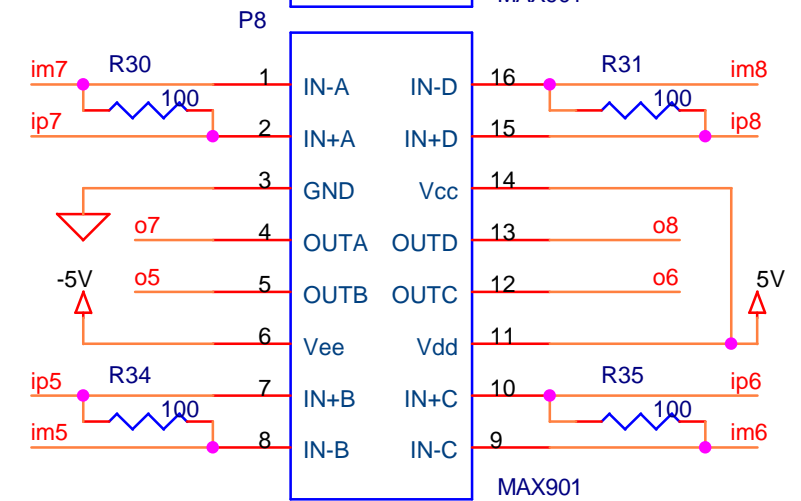 MAX901
P8
im7 R30 1 IN-A IN-D 16 R31 im8
100 100
ip7 2 IN+A IN+D 15 ip8
3 GND Vcc 14
o7 4 OUTA OUTD 13 o8
-5V o5 5 OUTB OUTC 12 o6 5V
6 Vee Vdd 11
ip5 R34 7 IN+B IN+C 10 R35 ip6
100 100
im5 8 IN-B IN-C 9 im6
MAX901